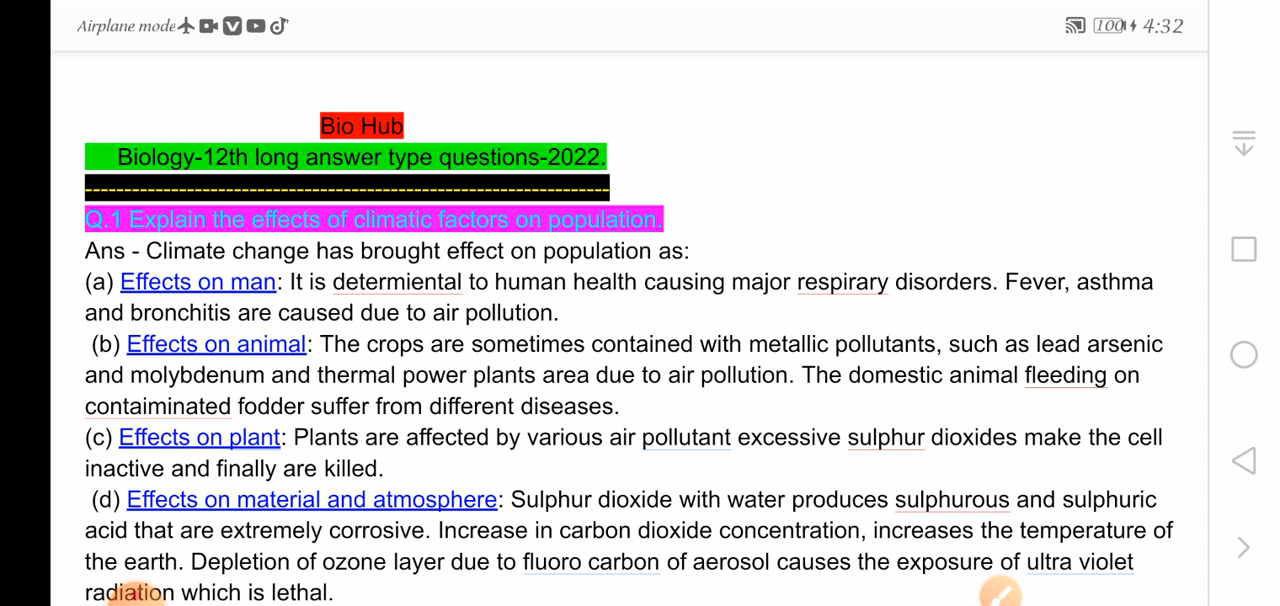 Airplane mode
100 4:32
Bio Hub
Biology-12th long answer type questions-2022.
-------------------------------------------------------------------
Q.1 Explain the effects of climatic factors on population.
Ans - Climate change has brought effect on population as:
(a) Effects on man: It is determiental to human health causing major respirary disorders. Fever, asthma
and bronchitis are caused due to air pollution.
(b) Effects on animal: The crops are sometimes contained with metallic pollutants, such as lead arsenic
and molybdenum and thermal power plants area due to air pollution. The domestic animal fleeding on
contaiminated fodder suffer from different diseases.
(c) Effects on plant: Plants are affected by various air pollutant excessive sulphur dioxides make the cell
inactive and finally are killed.
(d) Effects on material and atmosphere: Sulphur dioxide with water produces sulphurous and sulphuric
acid that are extremely corrosive. Increase in carbon dioxide concentration, increases the temperature of
the earth. Depletion of ozone layer due to fluoro carbon of aerosol causes the exposure of ultra violet
radiation which is lethal.